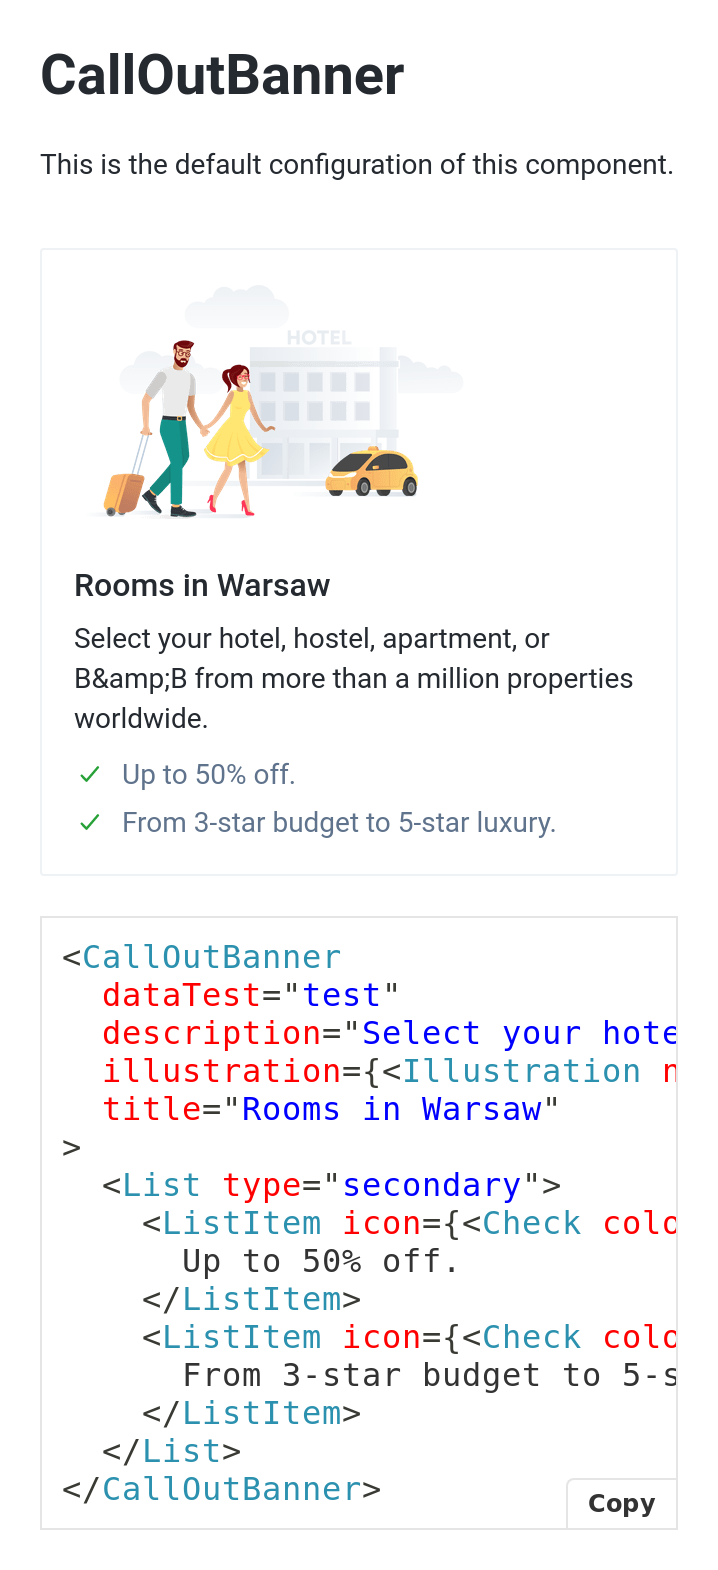 CallOutBanner
This is the default configuration of this component.
HOTEL
Rooms in Warsaw
Select your hotel, hostel, apartment, or
B&amp;B from more than a million properties
worldwide.
Up to 50% off.
From 3-star budget to 5-star luxury.
<CallOutBanner
  dataTest="test"
  description="Select your hote
  illustration={<Illustration n
  title="Rooms in Warsaw"
>
  <List type="secondary">
    <ListItem icon={<Check colo
      Up to 50% off.
    </ListItem>
    <ListItem icon={<Check colo
      From 3-star budget to 5-s
    </ListItem>
  </List>
</CallOutBanner>
Copy